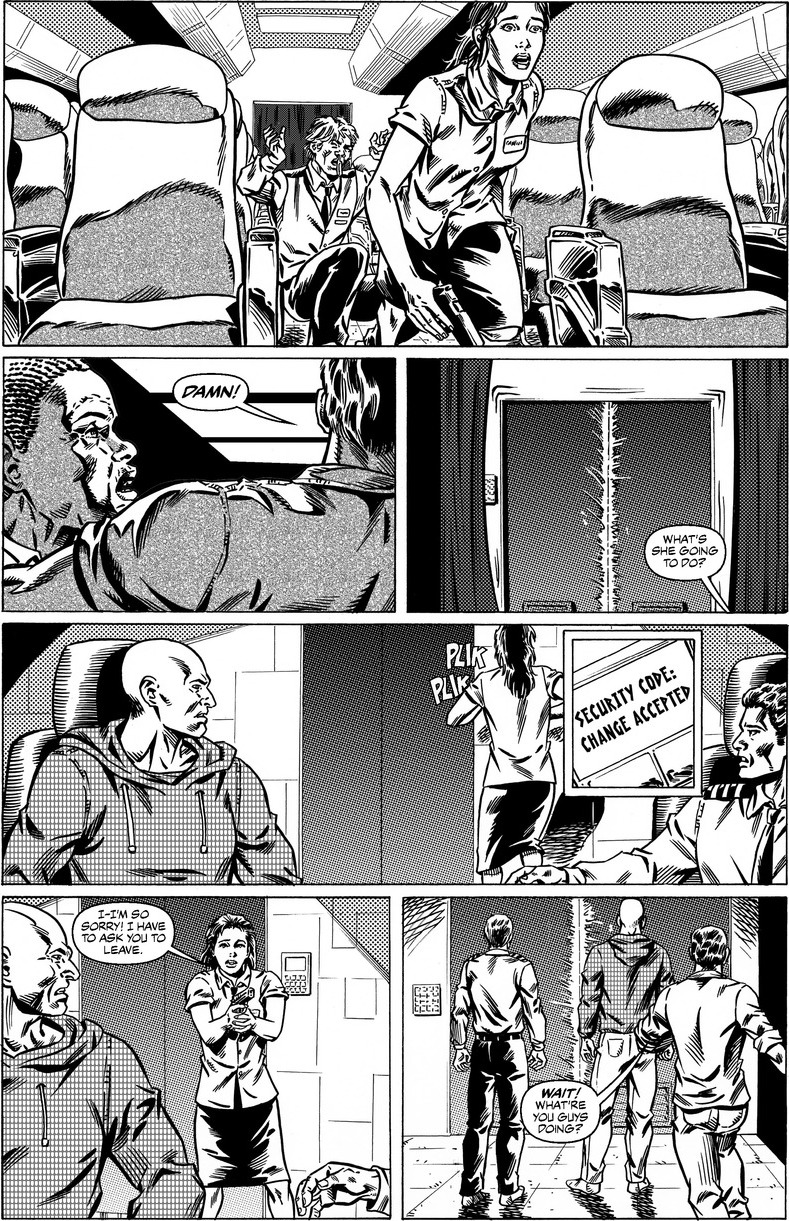 DAMN!
WHAT'S
SHE GOING
TO DO?
PLIK
PLIK
SECURITY CODE:
CHANGE ACCEPTED
I-I'M SO
SORRY! I HAVE
TO ASK YOU TO
LEAVE.
WAIT!
WHAT'RE
YOU GUYS
DOING?